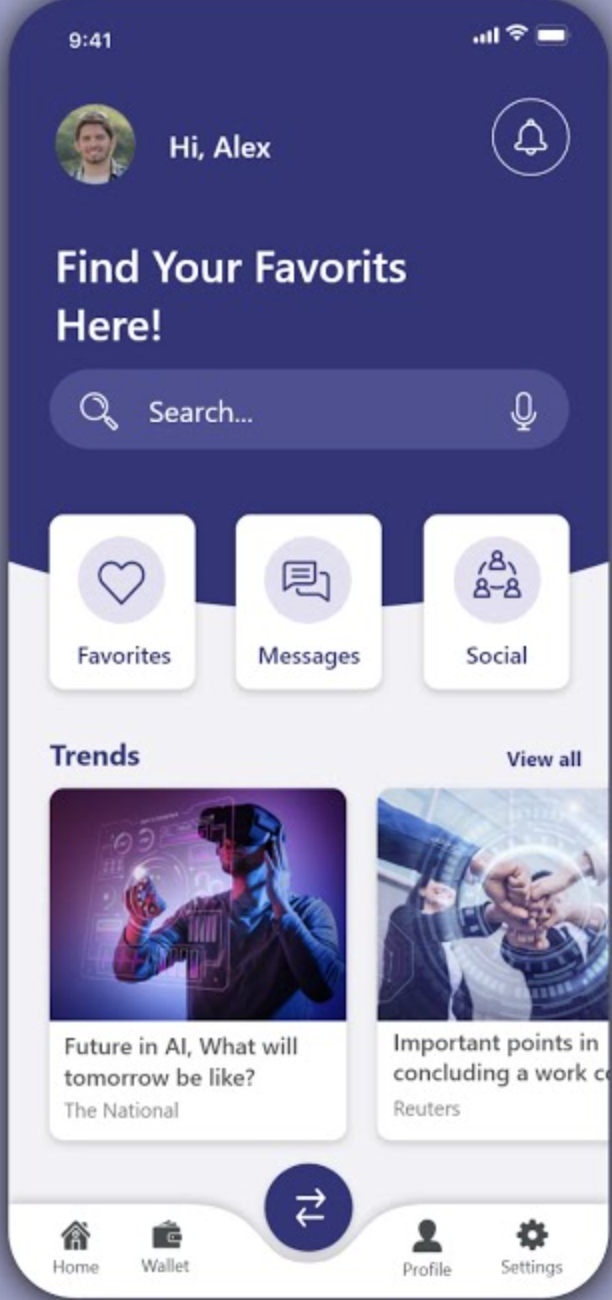 9:41
Hi, Alex
Find Your Favorits
Here!
Search...
Favorites
Messages
Social
Trends
View all
Future in AI, What will
tomorrow be like?
The National
Important points in
concluding a work
Reuters
Home
Wallet
Profile
Settings